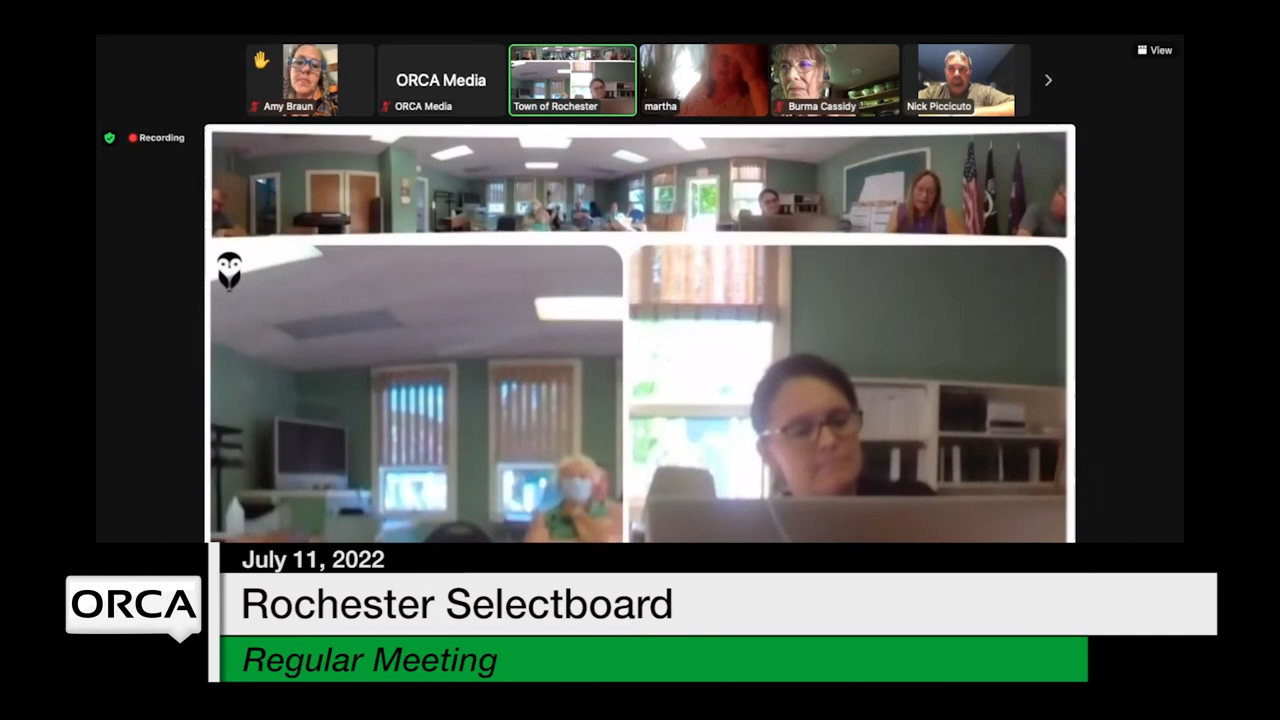 View
Amy Braun
ORCA Media
ORCA Media
Town of Rochester
martha
Burma Cassidy
Nick Piccicuto
Recording
July 11, 2022
ORCA
Rochester Selectboard
Regular Meeting